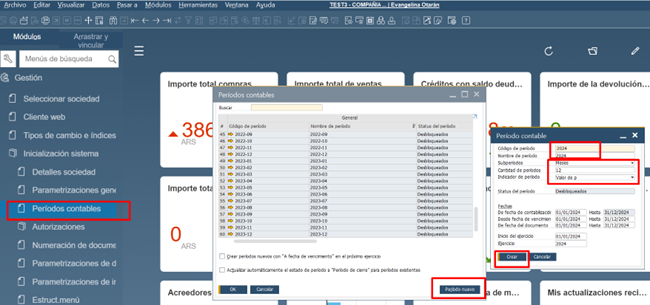 Archivo Editar Visualizar Datos Pasar a Módulos Herramientas Ventana Ayuda
TEST3 - COMPAÑIA ... | Evangelina Otarán
Módulos
Arrastrar y vincular
Menús de búsqueda
Gestión
Seleccionar sociedad
Cliente web
Tipos de cambio e índices
Inicialización sistema
Detalles sociedad
Parametrizaciones gene
Períodos contables
Autorizaciones
Numeración de docume
Parametrizaciones de d
Parametrizaciones de i
Estruct.menú
Importe total compras
386
ARS
Importe total de ventas
Créditos con saldo deud...
Importe de la devolución...
Importe tota
0
ARS
Acreedores
de m...
Mis actualizaciones reci...
Períodos contables
Buscar
General
# Código de período Nombre de período Status del período
45 2022-09 2022-09 Desbloqueados
46 2022-10 2022-10 Desbloqueados
47 2022-11 2022-11 Desbloqueados
48 2022-12 2022-12 Desbloqueados
49 2023-01 2023-01 Desbloqueados
50 2023-02 2023-02 Desbloqueados
51 2023-03 2023-03 Desbloqueados
52 2023-04 2023-04 Desbloqueados
53 2023-05 2023-05 Desbloqueados
54 2023-06 2023-06 Desbloqueados
55 2023-07 2023-07 Desbloqueados
56 2023-08 2023-08 Desbloqueados
57 2023-09 2023-09 Desbloqueados
58 2023-10 2023-10 Desbloqueados
59 2023-11 2023-11 Desbloqueados
60 2023-12 2023-12 Desbloqueados
Crear períodos nuevos con "A fecha de vencimiento" en el próximo ejercicio
Actualizar automáticamente el estado de período a "Período de cierre" para períodos existentes
OK Cancelar Período nuevo
Período contable
Código de período 2024
Nombre de período 2024
Subperíodos Meses
Cantidad de períodos 12
Indicador de período Valor de p
Status del período Desbloqueados
Fechas
De fecha de contabilización 01/01/2024 Hasta 31/12/2024
Desde fecha de vencimien 01/01/2024 Hasta 31/12/2024
De fecha del documento 01/01/2024 Hasta 31/12/2024
Inicio del ejercicio 01/01/2024
Ejercicio 2024
Crear Cancelar